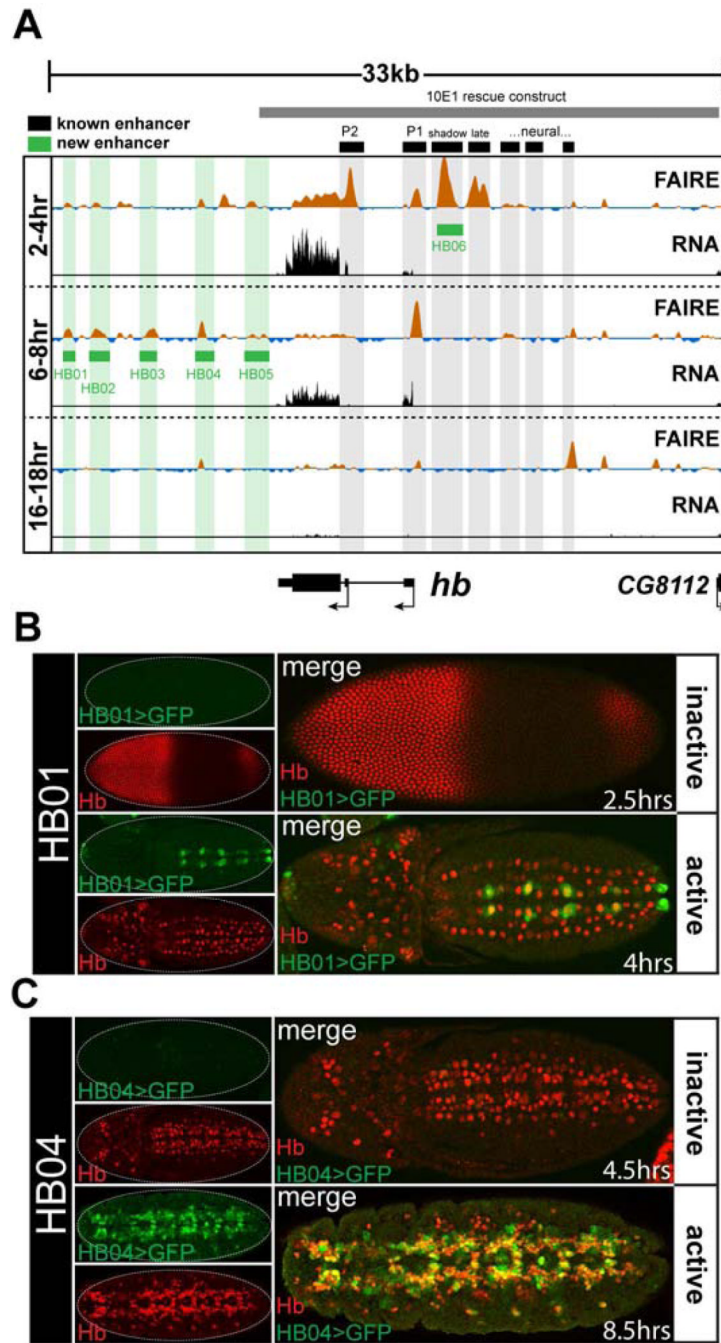 A
33kb
10E1 rescue construct
known enhancer
new enhancer
P2 P1 shadow late ...neural...
2-4hr
FAIRE
HB06
RNA
6-8hr
FAIRE
HB01 HB02 HB03 HB04 HB05
RNA
16-18hr
FAIRE
RNA
hb CG8112
B
HB01
HB01>GFP
Hb
merge
Hb
HB01>GFP
2.5hrs
inactive
HB01>GFP
Hb
merge
Hb
HB01>GFP
4hrs
active
C
HB04
HB04>GFP
Hb
merge
Hb
HB04>GFP
4.5hrs
inactive
HB04>GFP
Hb
merge
Hb
HB04>GFP
8.5hrs
active